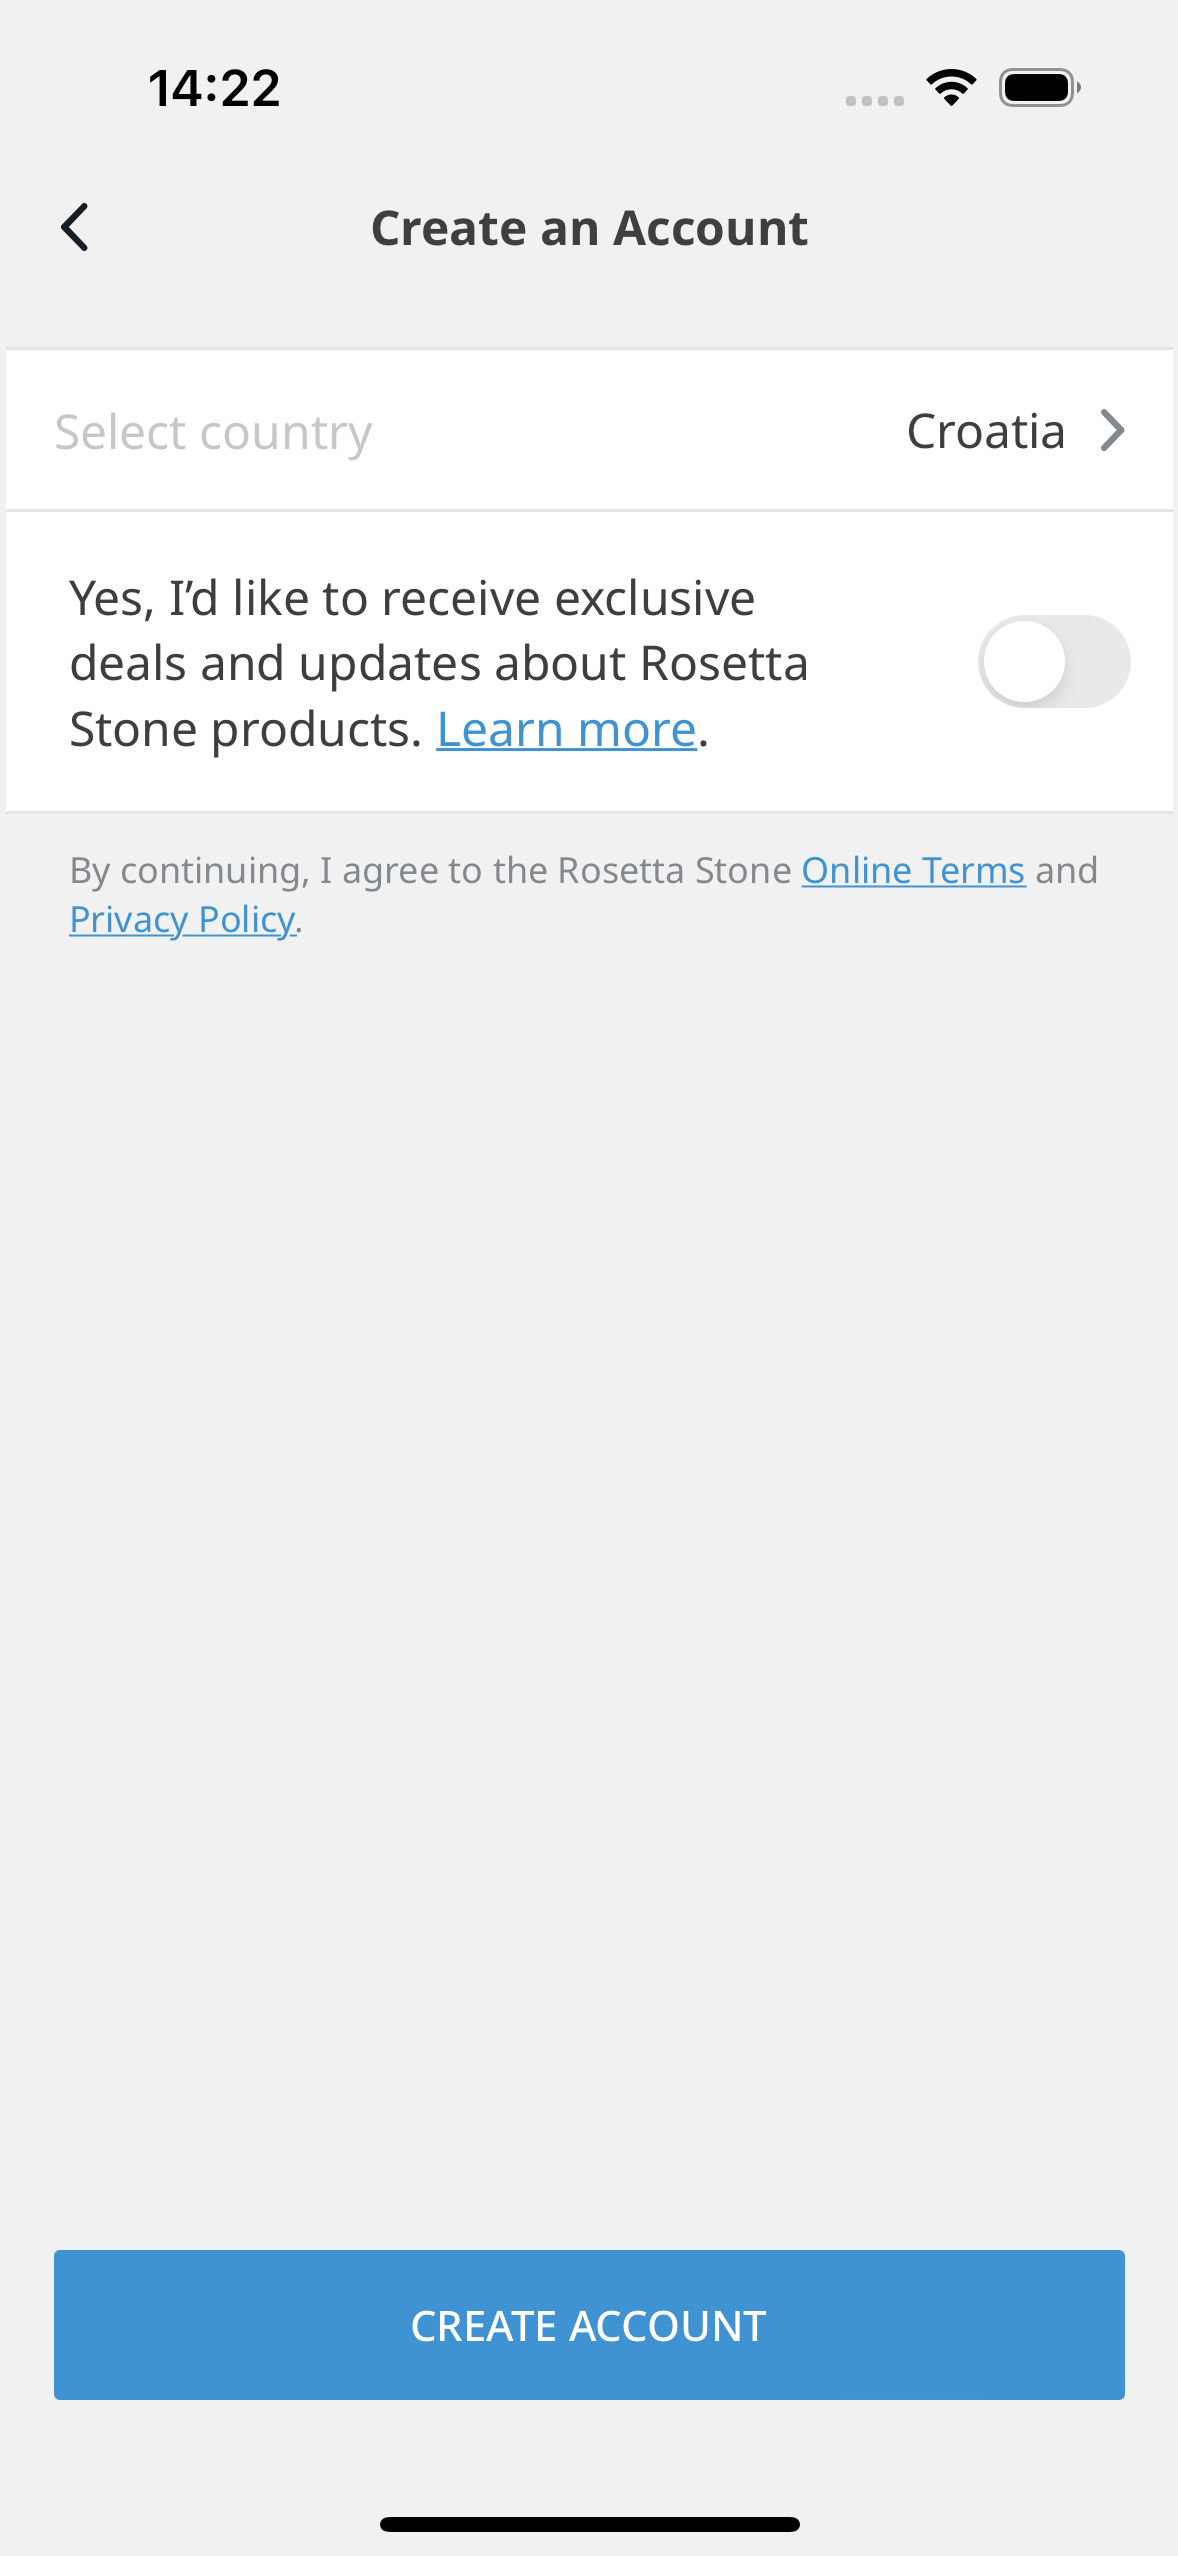 14:22
Create an Account
Select country
Croatia
Yes, I’d like to receive exclusive
deals and updates about Rosetta
Stone products. Learn more.
By continuing, I agree to the Rosetta Stone Online Terms and
Privacy Policy.
CREATE ACCOUNT